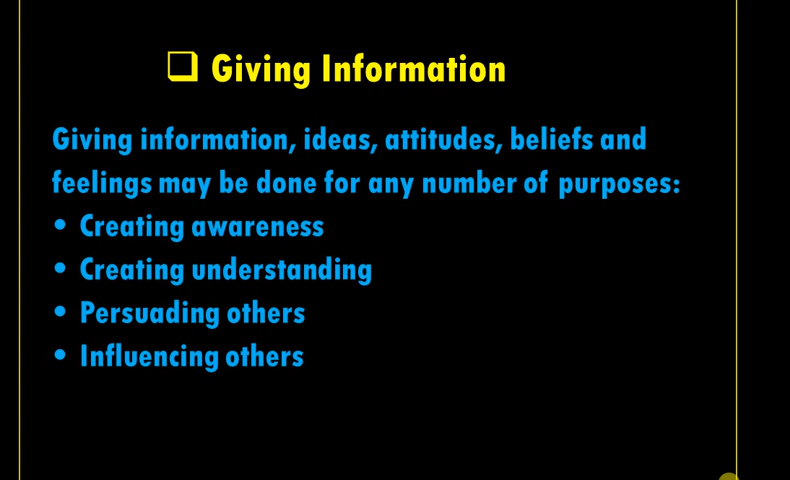 ❑ Giving Information
Giving information, ideas, attitudes, beliefs and
feelings may be done for any number of purposes:
• Creating awareness
• Creating understanding
• Persuading others
• Influencing others